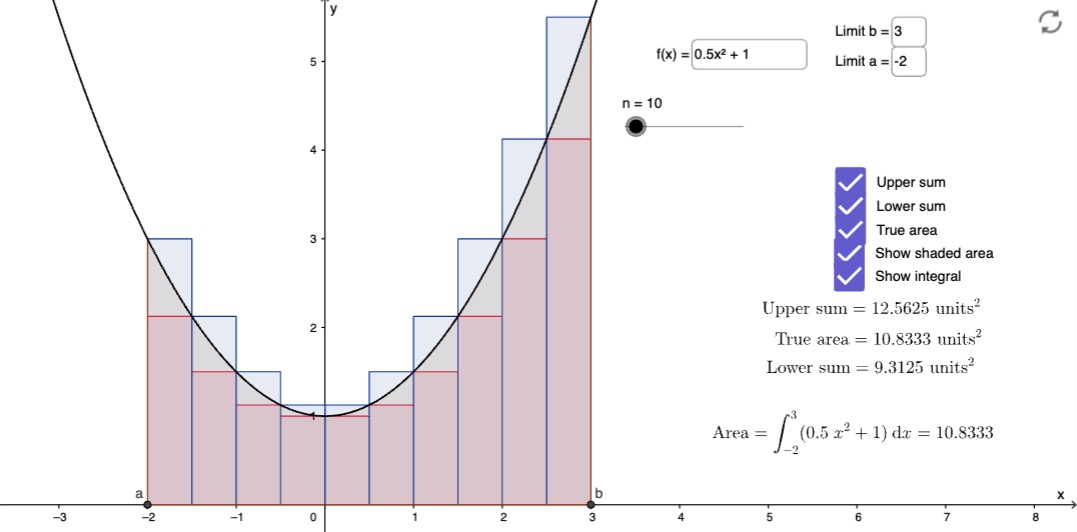 y
f(x) = 0.5x² + 1
Limit b = 3
Limit a = -2
n = 10
5
4
3
2
1
Upper sum
Lower sum
True area
Show shaded area
Show integral
Upper sum = 12.5625 units²
True area = 10.8333 units²
Lower sum = 9.3125 units²
Area = ∫₋₂³ (0.5 x² + 1) dx = 10.8333
a b x
−3 −2 −1 0 1 2 3 4 5 6 7 8